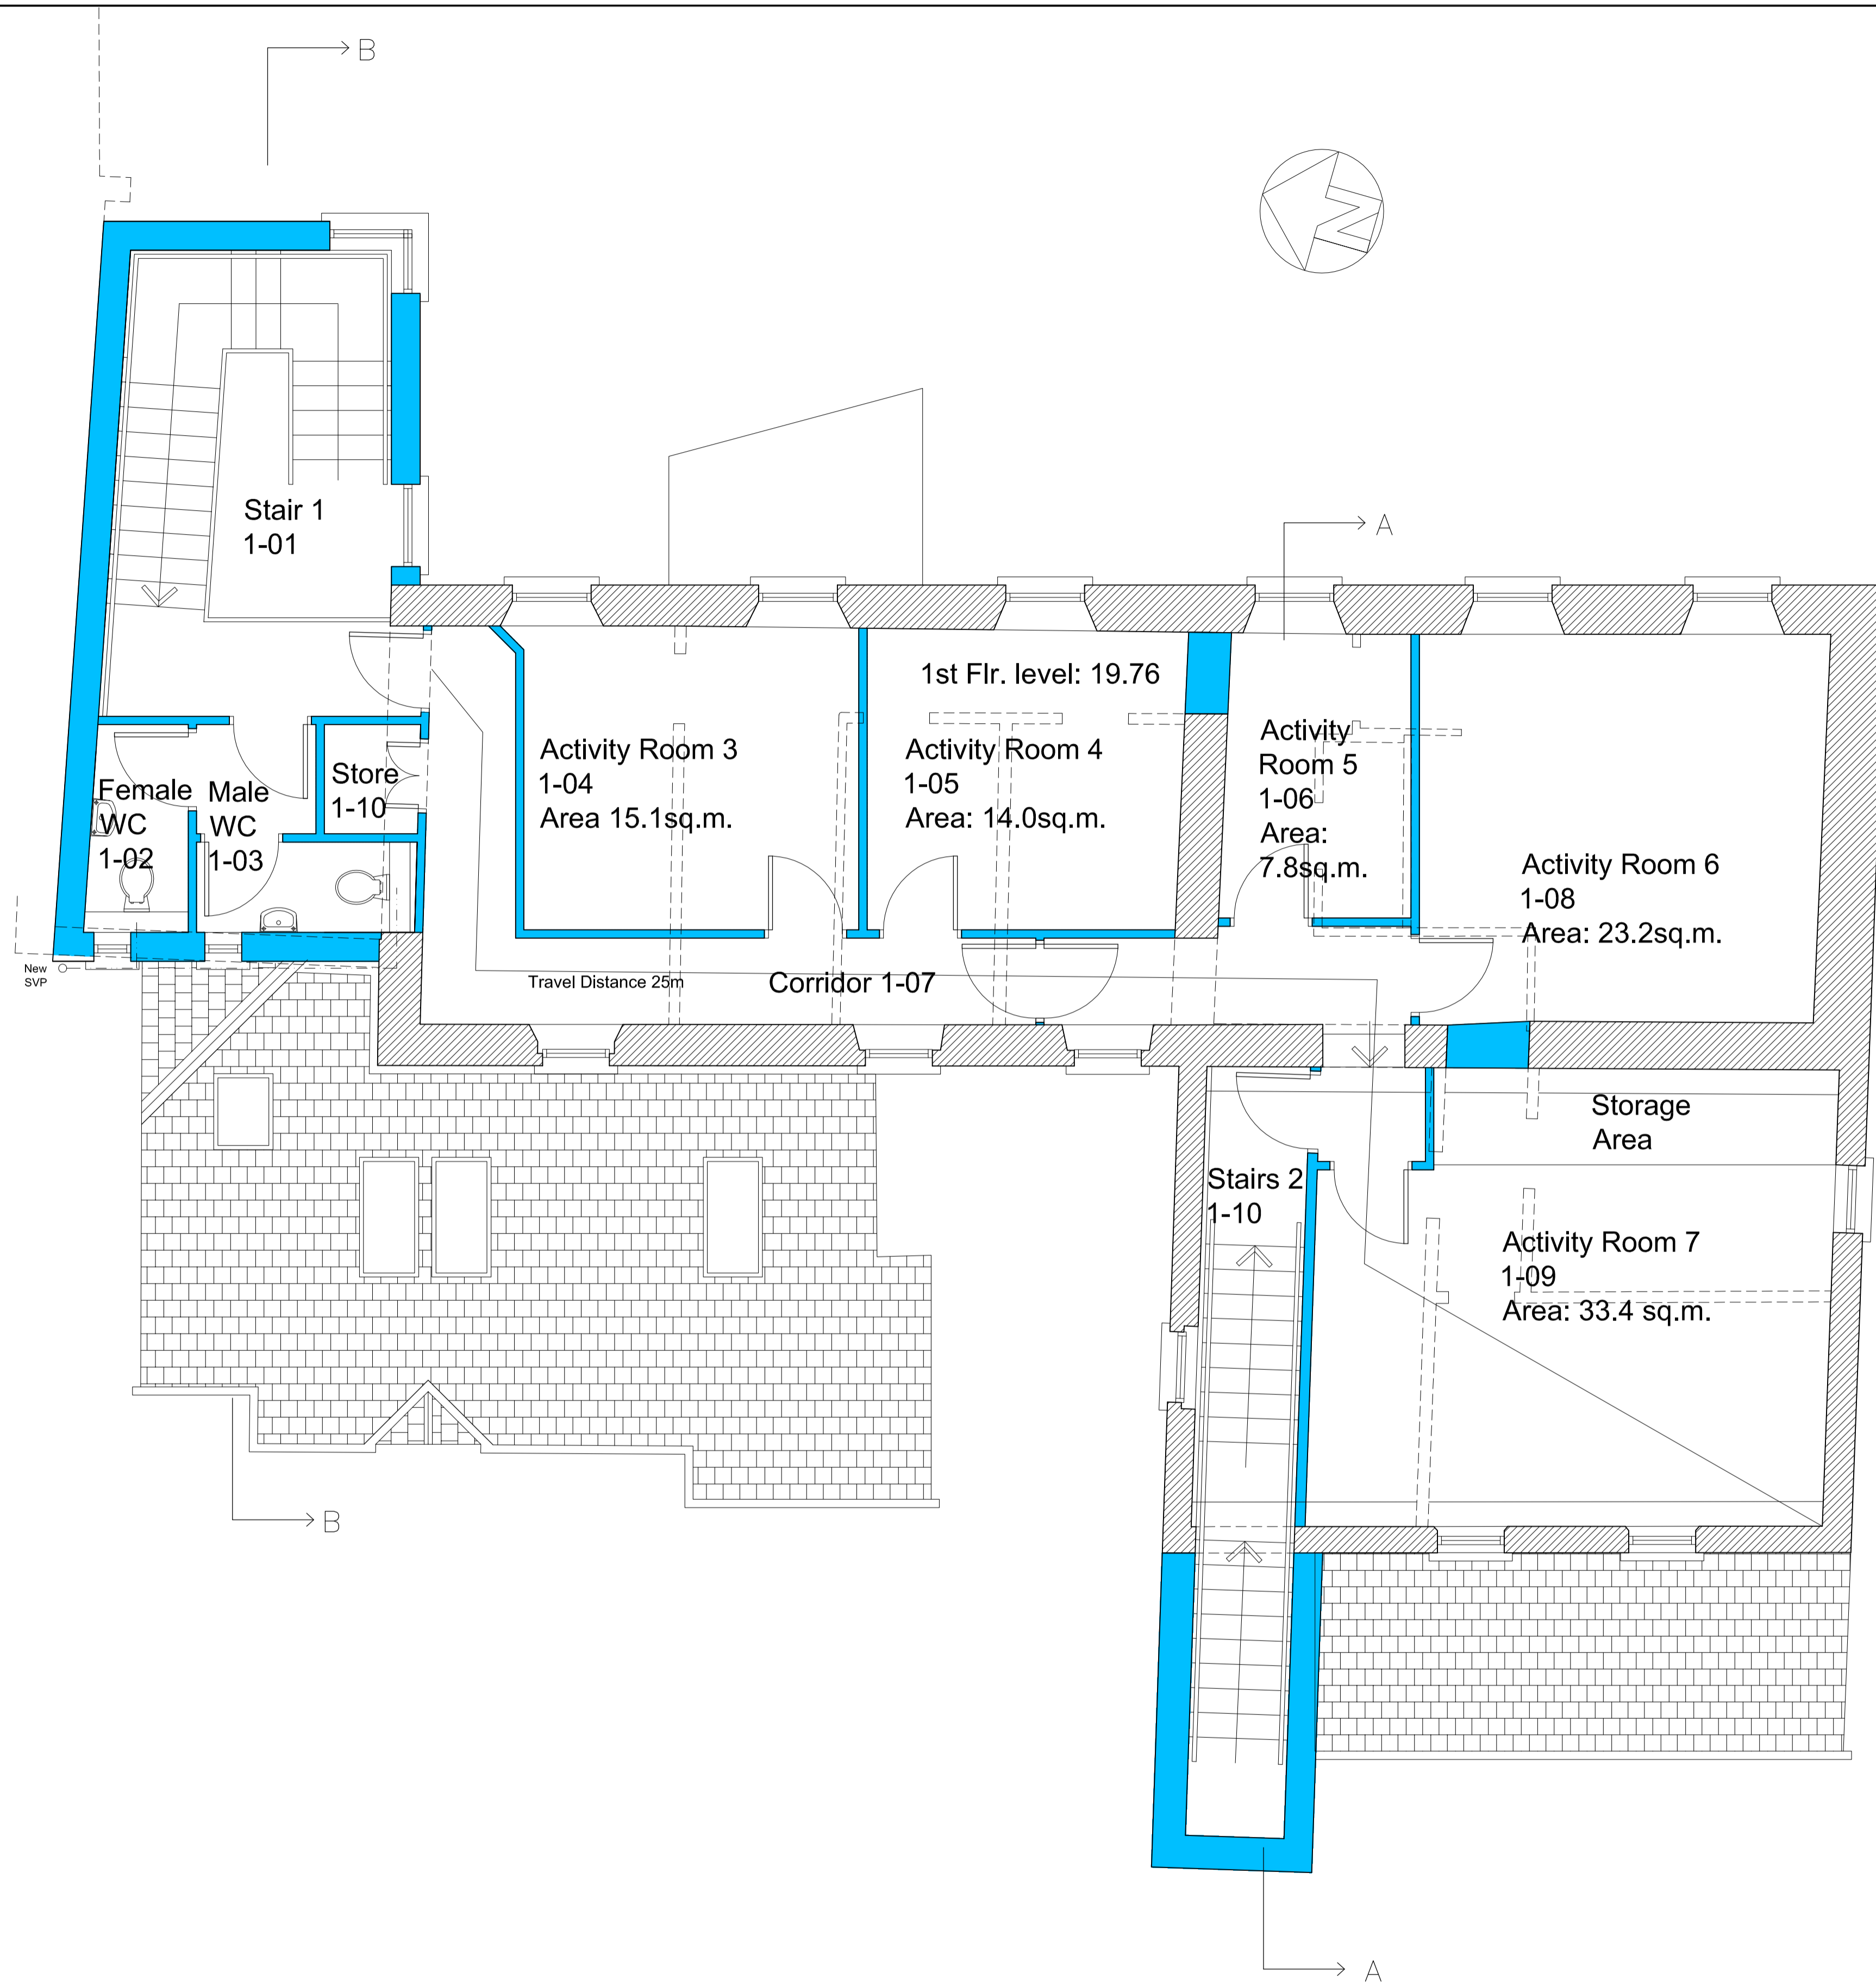 B
N
A
Stair 1
1-01
1st Flr. level: 19.76
Activity Room 3
1-04
Area 15.1sq.m.
Activity Room 4
1-05
Area: 14.0sq.m.
Activity
Room 5
1-06
Area:
7.8sq.m.
Activity Room 6
1-08
Area: 23.2sq.m.
Female
WC
1-02
Male
WC
1-03
Store
1-10
New
SVP
Travel Distance 25m
Corridor 1-07
Storage
Area
Stairs 2
1-10
Activity Room 7
1-09
Area: 33.4 sq.m.
B
A